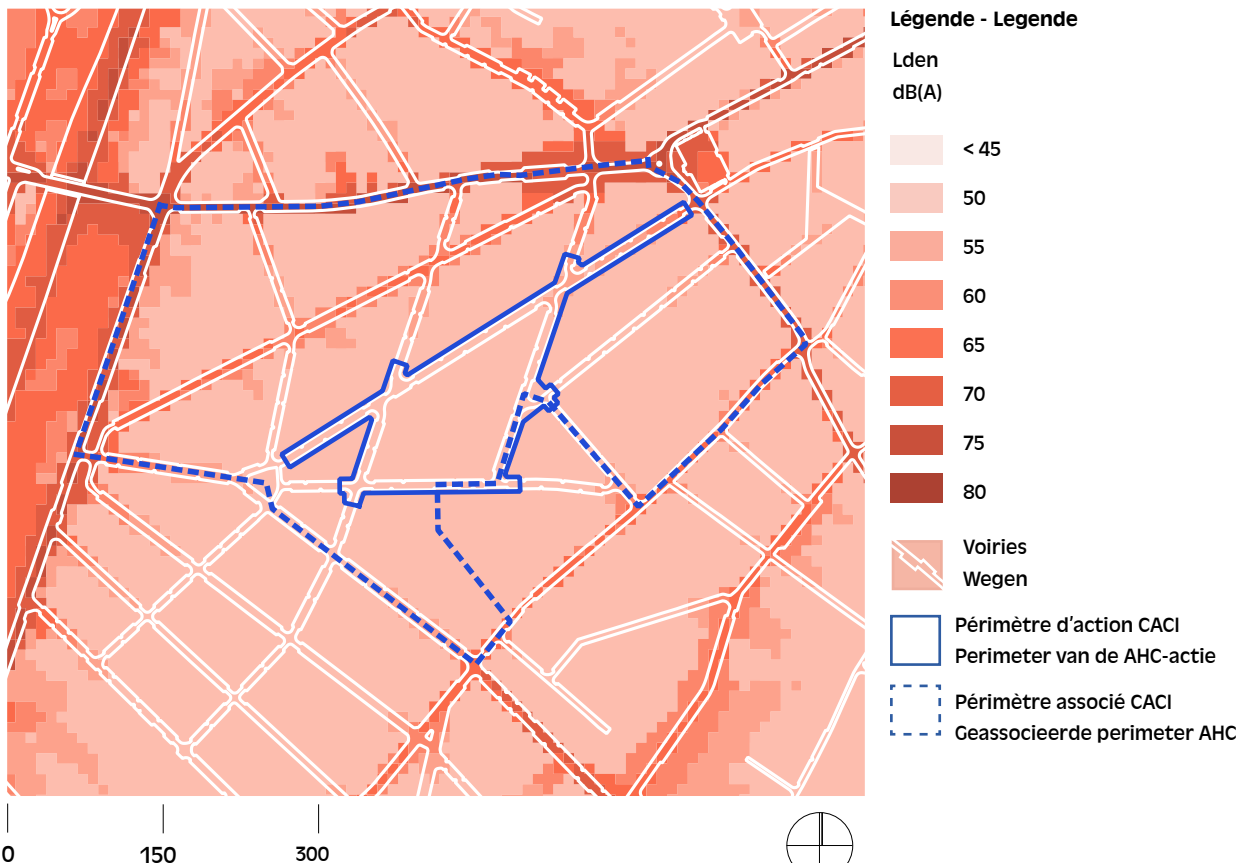 Légende - Legende
Lden
dB(A)
< 45
50
55
60
65
70
75
80
Voiries
Wegen
Périmètre d'action CACI
Perimeter van de AHC-actie
Périmètre associé CACI
Geassocieerde perimeter AHC
0 150 300